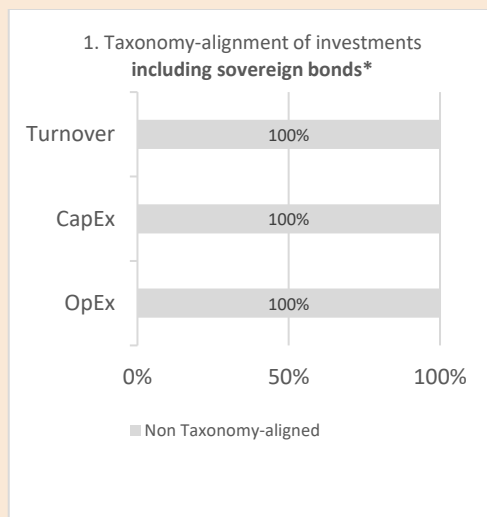 1. Taxonomy-alignment of investments
including sovereign bonds*
Turnover 100%
CapEx 100%
OpEx 100%
0% 50% 100%
Non Taxonomy-aligned